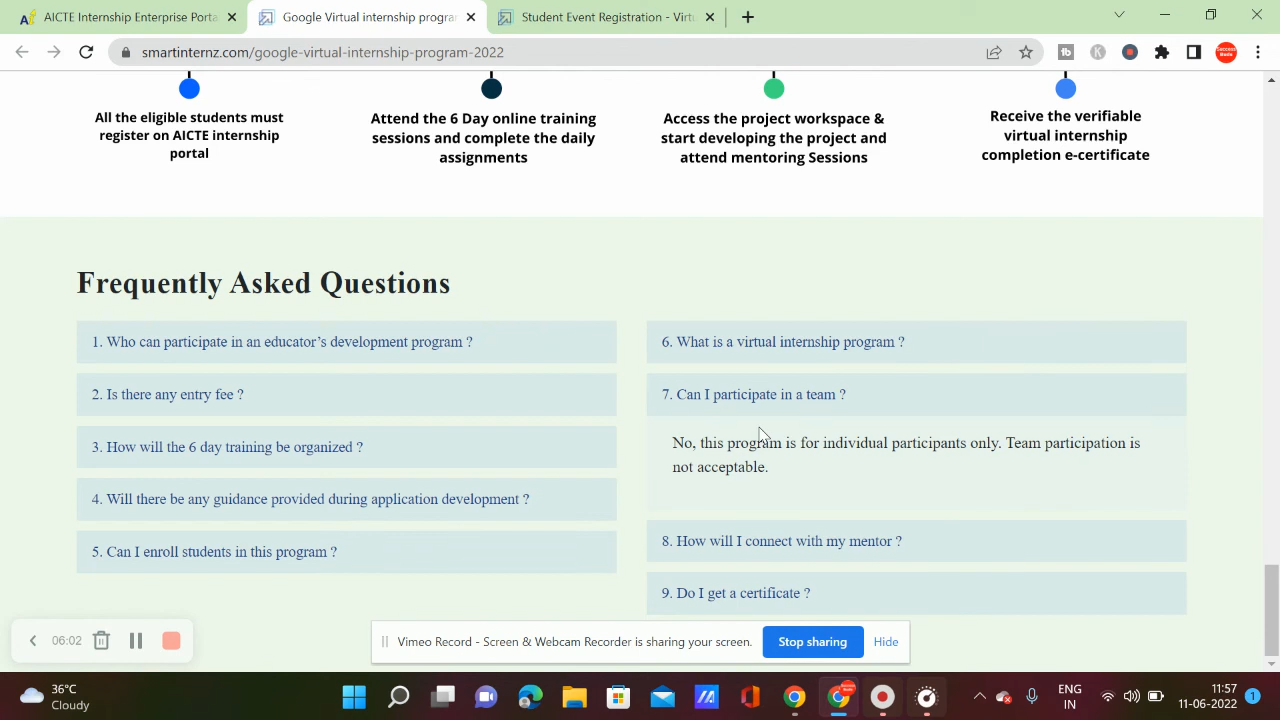 AICTE Internship Enterprise Porta
Google Virtual internship program
Student Event Registration - Virtu
smartinternz.com/google-virtual-internship-program-2022
All the eligible students must
register on AICTE internship
portal
Attend the 6 Day online training
sessions and complete the daily
assignments
Access the project workspace &
start developing the project and
attend mentoring Sessions
Receive the verifiable
virtual internship
completion e-certificate
Frequently Asked Questions
1. Who can participate in an educator’s development program ?
2. Is there any entry fee ?
3. How will the 6 day training be organized ?
4. Will there be any guidance provided during application development ?
5. Can I enroll students in this program ?
6. What is a virtual internship program ?
7. Can I participate in a team ?
No, this program is for individual participants only. Team participation is
not acceptable.
8. How will I connect with my mentor ?
9. Do I get a certificate ?
06:02
Vimeo Record - Screen & Webcam Recorder is sharing your screen.
Stop sharing
Hide
36°C
Cloudy
ENG
IN
11:57
11-06-2022
1